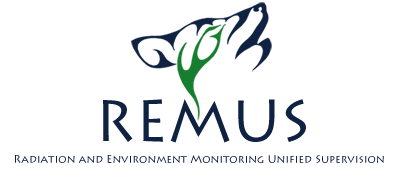 REMUS
RADIATION AND ENVIRONMENT MONITORING UNIFIED SUPERVISION